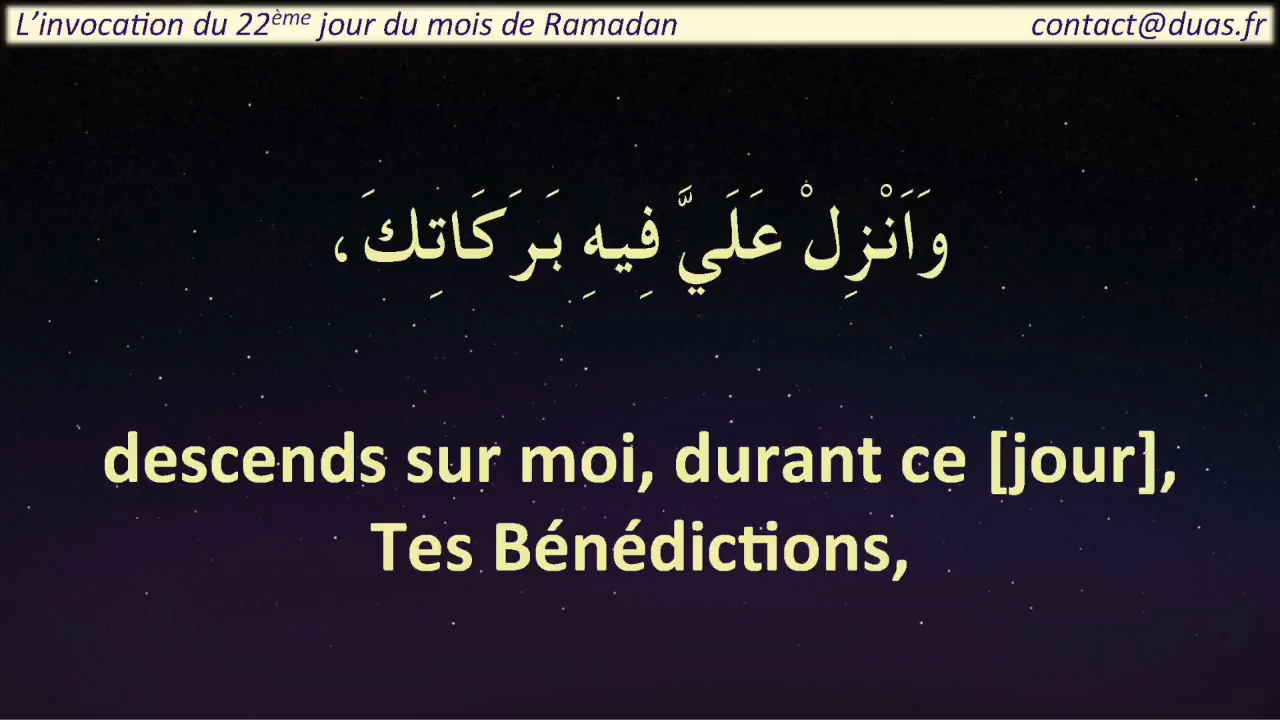 L’invocation du 22ème jour du mois de Ramadan contact@duas.fr
وَاَنْزِلْ عَلَيَّ فِيهِ بَرَكَاتِكَ،
descends sur moi, durant ce [jour],
Tes Bénédictions,